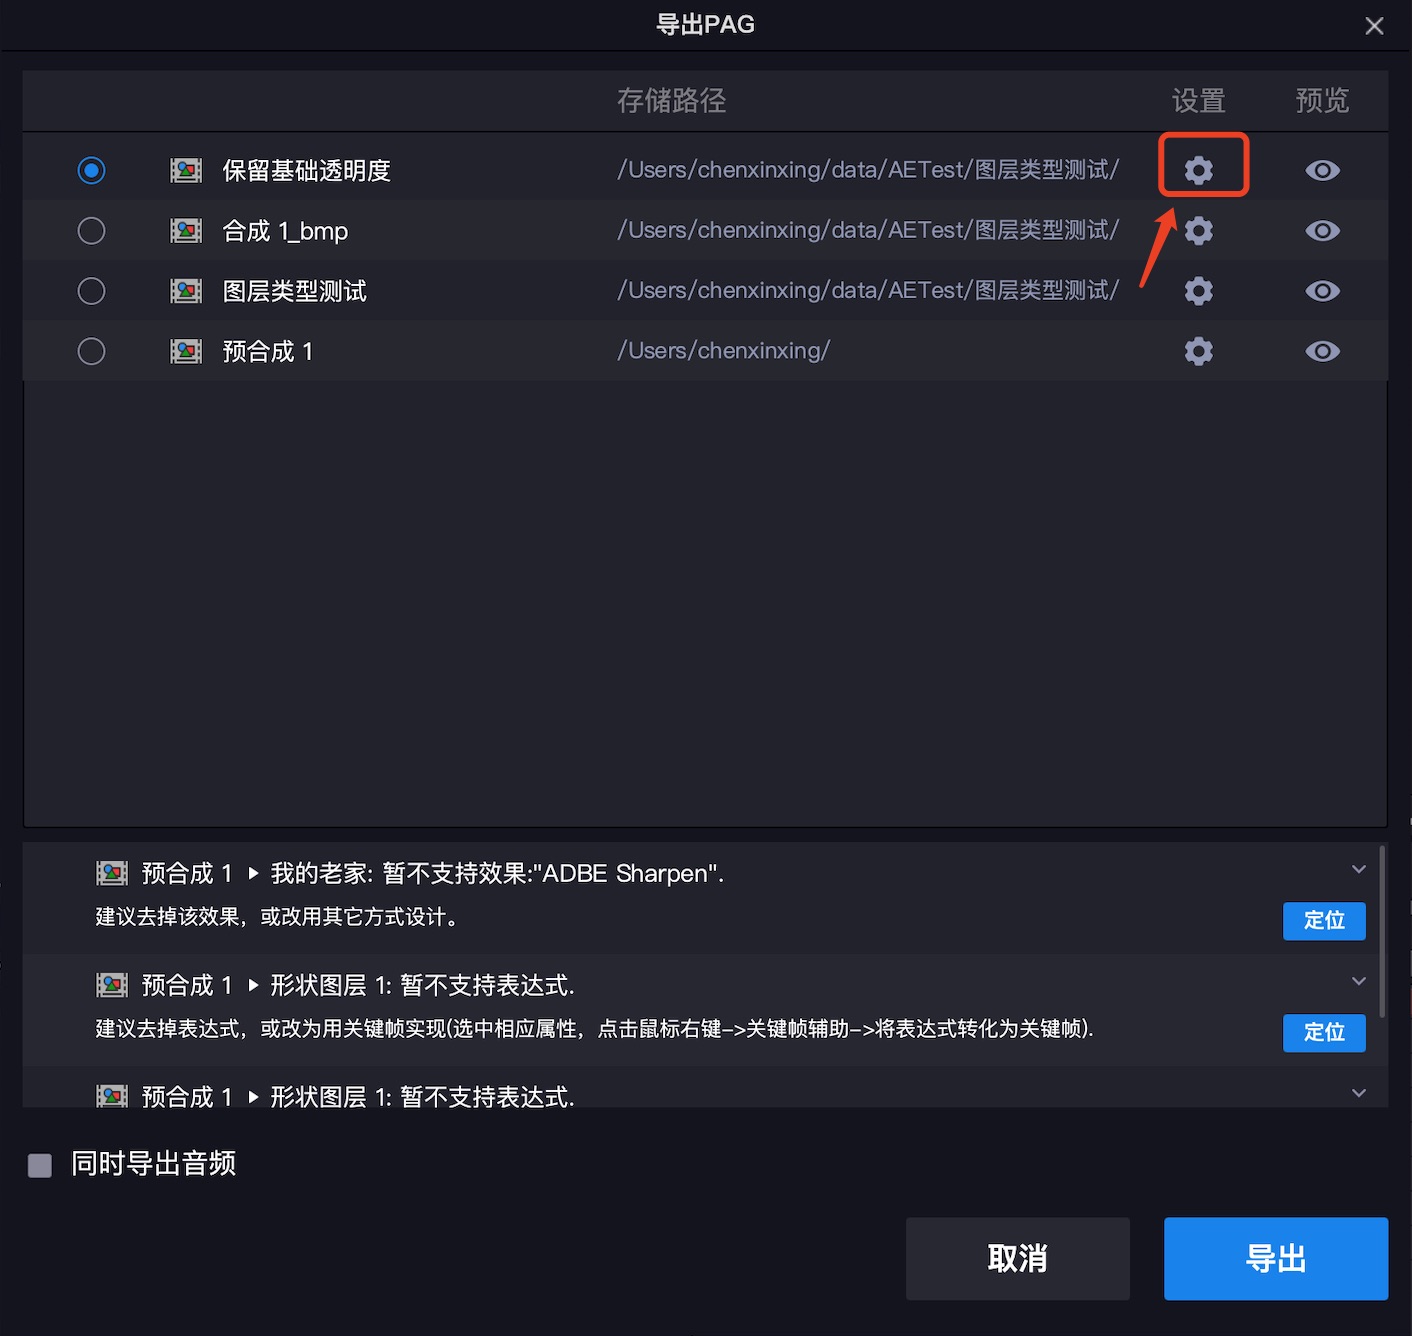 导出PAG
存储路径 设置 预览
保留基础透明度 /Users/chenxinxing/data/AETest/图层类型测试/
合成 1_bmp /Users/chenxinxing/data/AETest/图层类型测试/
图层类型测试 /Users/chenxinxing/data/AETest/图层类型测试/
预合成 1 /Users/chenxinxing/
预合成 1 ▶ 我的老家: 暂不支持效果:"ADBE Sharpen".
建议去掉该效果，或改用其它方式设计。
定位
预合成 1 ▶ 形状图层 1: 暂不支持表达式.
建议去掉表达式，或改为用关键帧实现(选中相应属性，点击鼠标右键->关键帧辅助->将表达式转化为关键帧).
定位
预合成 1 ▶ 形状图层 1: 暂不支持表达式.
同时导出音频
取消 导出